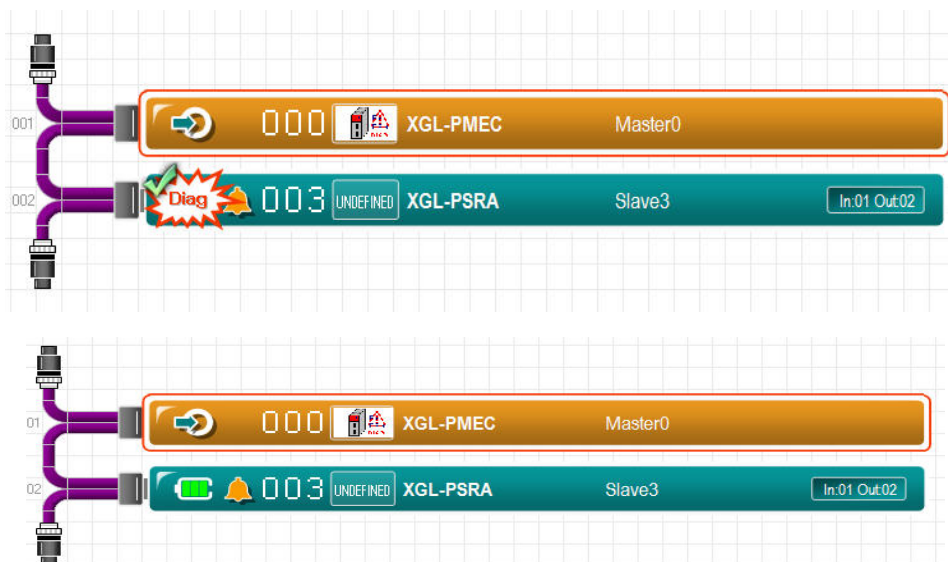 001 000 XGL-PMEC Master0
002 Diag 003 UNDEFINED XGL-PSRA Slave3 In:01 Out:02
01 000 XGL-PMEC Master0
02 003 UNDEFINED XGL-PSRA Slave3 In:01 Out:02